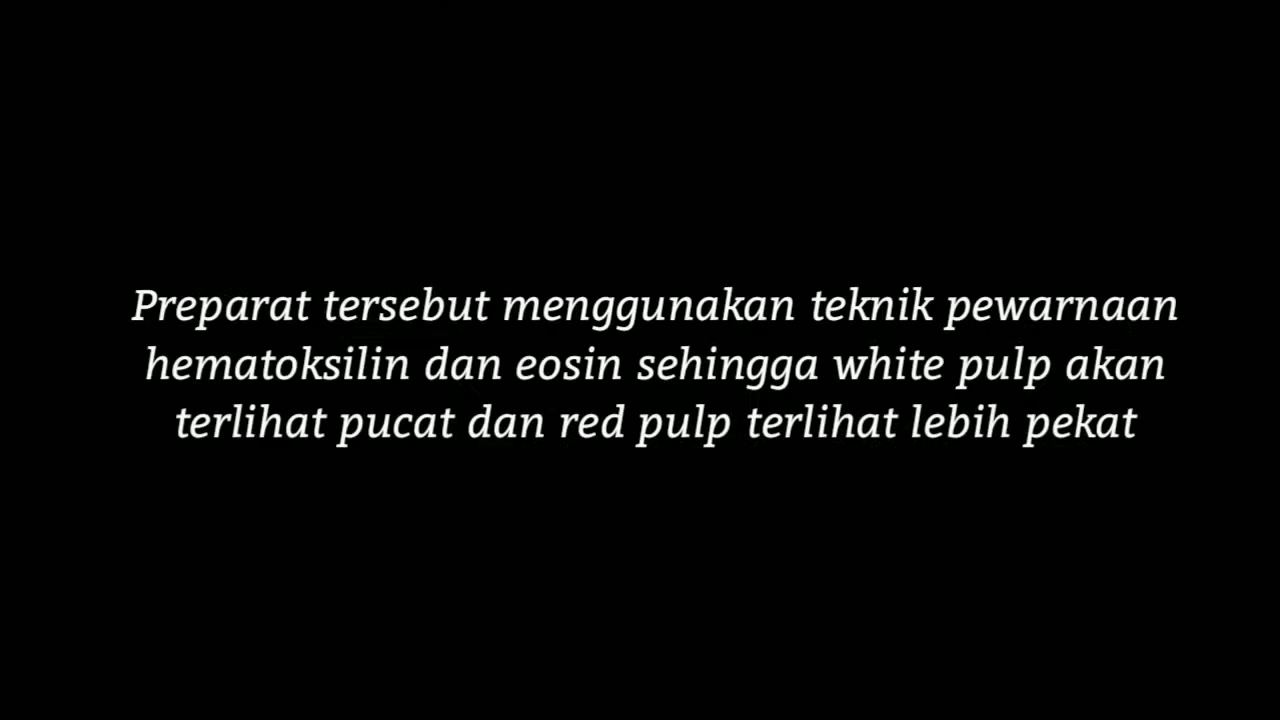 Preparat tersebut menggunakan teknik pewarnaan
hematoksilin dan eosin sehingga white pulp akan
terlihat pucat dan red pulp terlihat lebih pekat